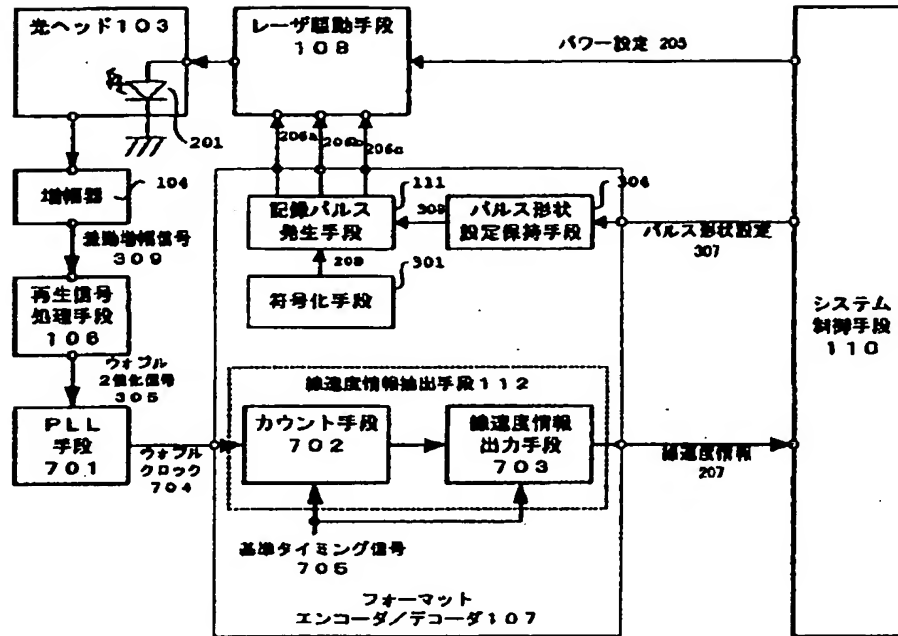 光ヘッド103
レーザ駆動手段
108
パワー設定 205
201
206a
206b
206c
増幅器
104
111
304
記録パルス
発生手段
パルス形状
設定保持手段
パルス形状設定
307
差動増幅信号
309
301
符号化手段
再生信号
処理手段
106
システム
制御手段
110
ウォブル
2値化信号
305
線速度情報抽出手段112
PLL
手段
701
カウント手段
702
線速度情報
出力手段
703
ウォブル
クロック
704
線速度情報
207
基準タイミング信号
705
フォーマット
エンコーダ/デコーダ107